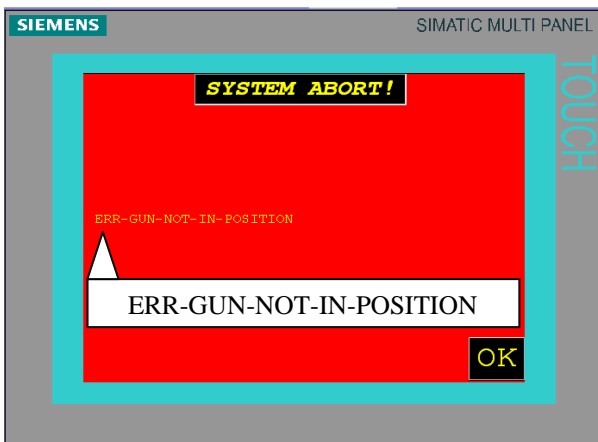 SIEMENS
SIMATIC MULTI PANEL
TOUCH
SYSTEM ABORT!
ERR-GUN-NOT-IN-POSITION
ERR-GUN-NOT-IN-POSITION
OK